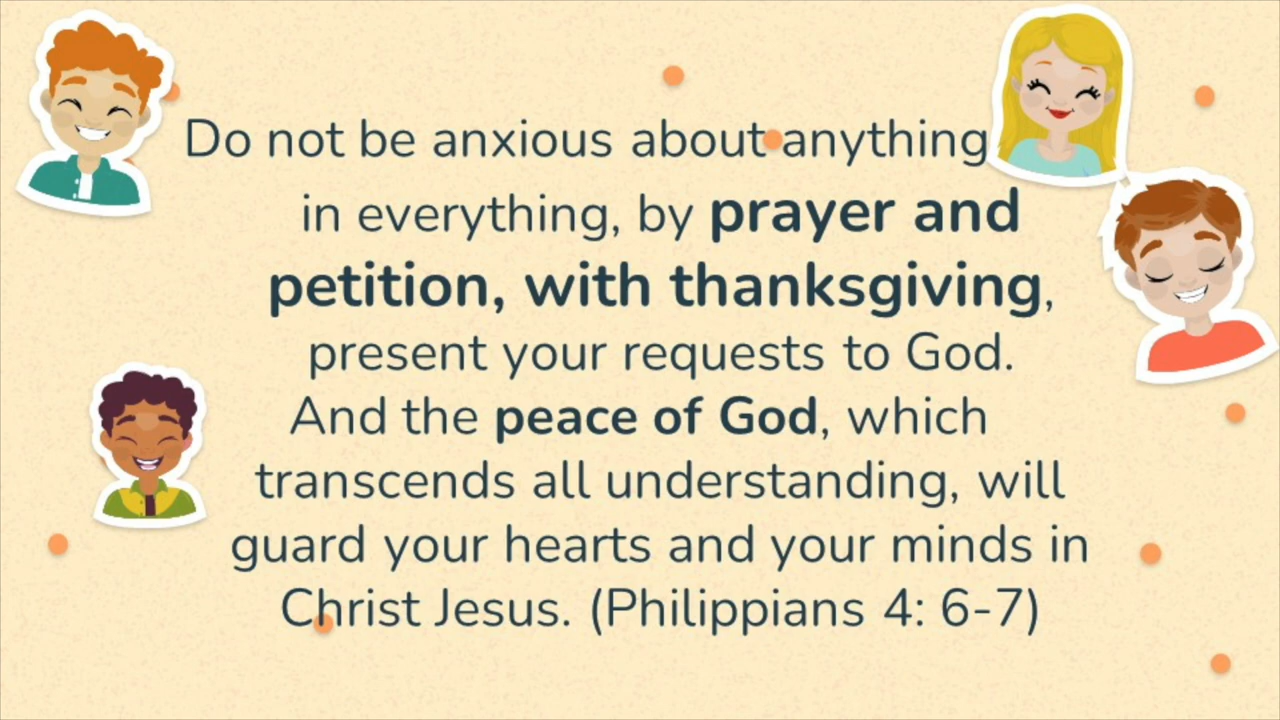 Do not be anxious about anything
in everything, by prayer and
petition, with thanksgiving,
present your requests to God.
And the peace of God, which
transcends all understanding, will
guard your hearts and your minds in
Christ Jesus. (Philippians 4: 6-7)